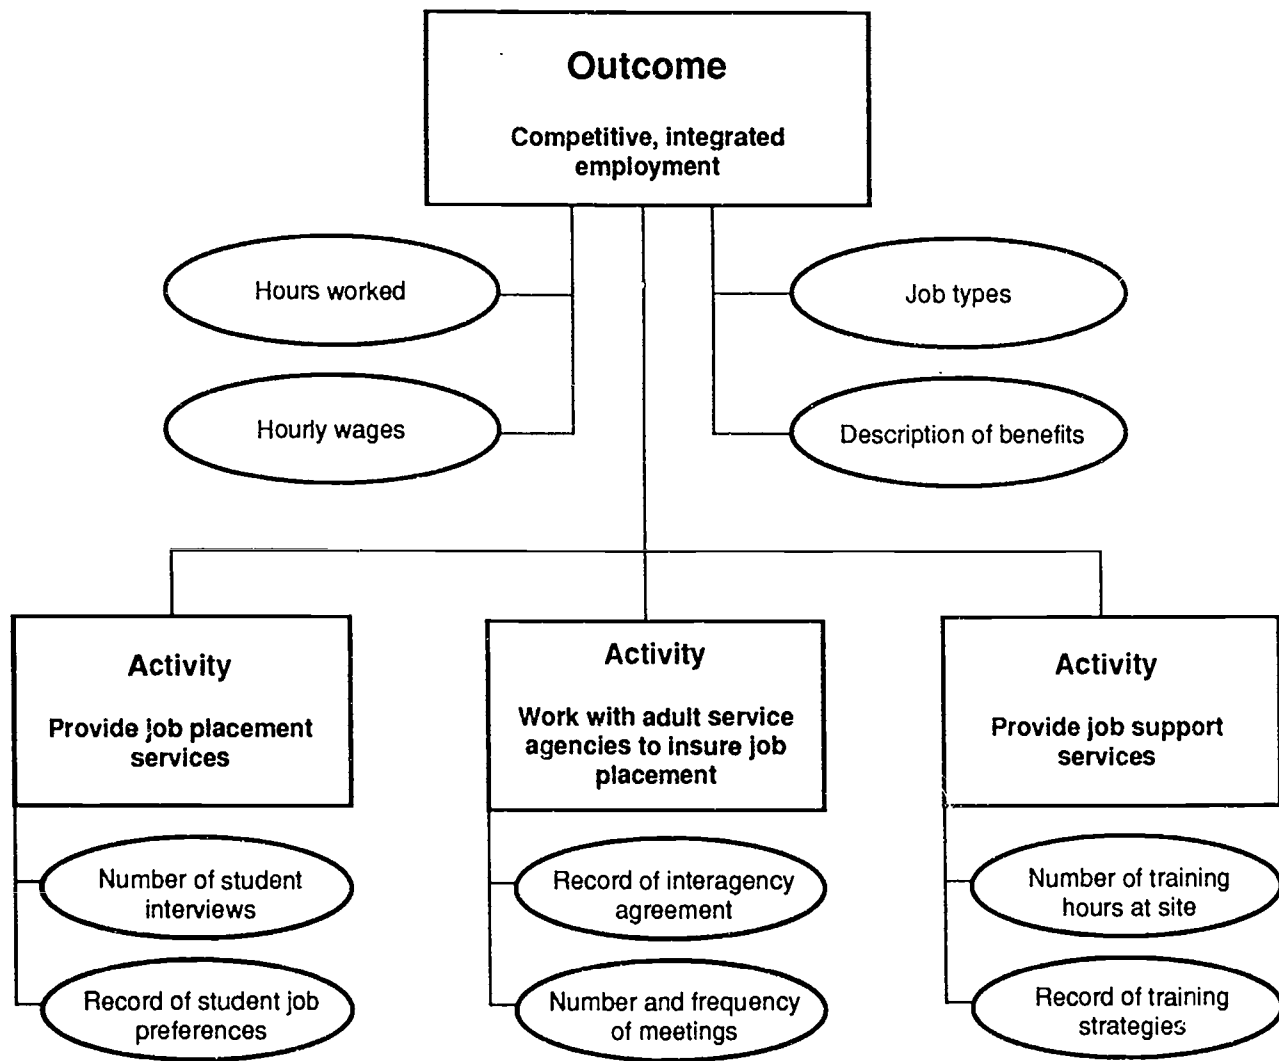 Outcome
Competitive, integrated
employment
Hours worked
Job types
Hourly wages
Description of benefits
Activity
Provide job placement
services
Activity
Work with adult service
agencies to insure job
placement
Activity
Provide job support
services
Number of student
interviews
Record of student job
preferences
Record of interagency
agreement
Number and frequency
of meetings
Number of training
hours at site
Record of training
strategies